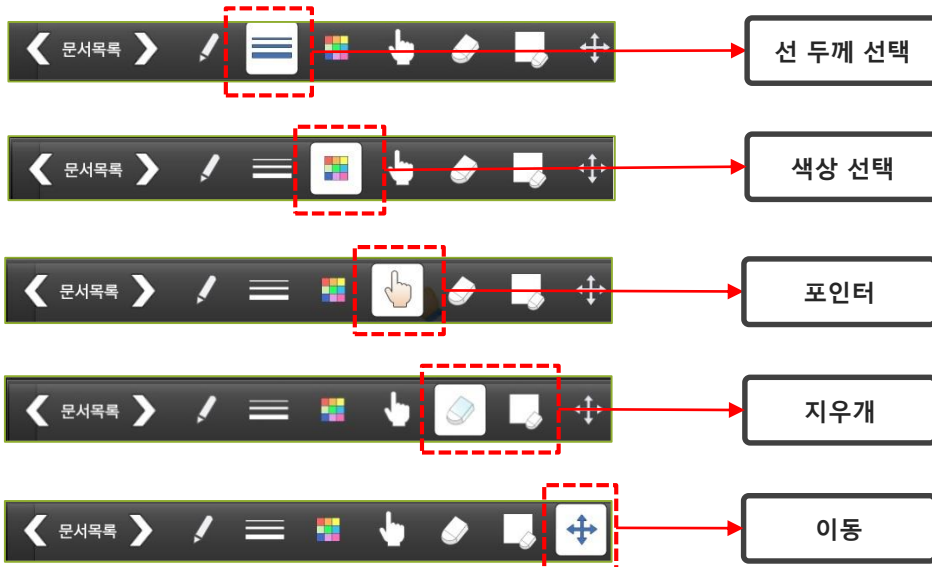 문서목록
선 두께 선택
문서목록
색상 선택
문서목록
포인터
문서목록
지우개
문서목록
이동